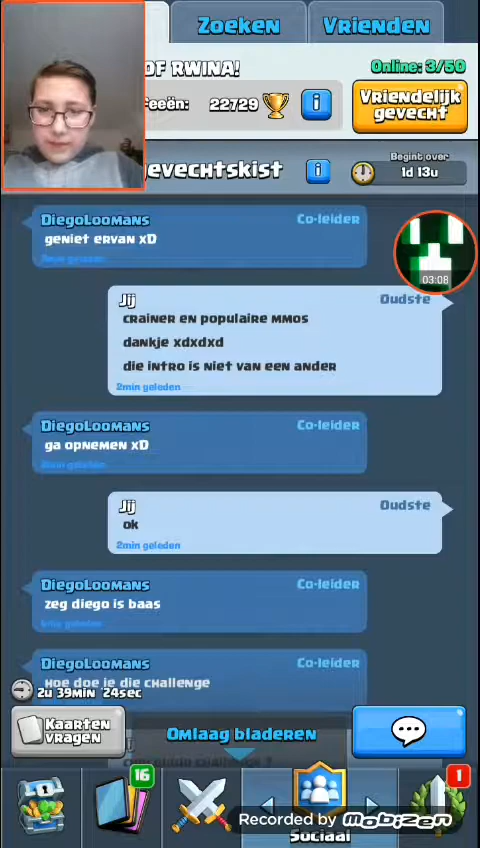 Zoeken
Vrienden
OF RWINA!
Online: 3/50
Feeën: 22729
i
Vriendelijk
gevecht
gevechtskist
i
Begint over
1d 13u
DiegoLoomans
Co-leider
geniet ervan xD
geleden
03:08
Jij
Oudste
crainer en populaire mmos
dankje xdxdxd
die intro is niet van een ander
2min geleden
DiegoLoomans
Co-leider
ga opnemen xD
geleden
Jij
Oudste
ok
2min geleden
DiegoLoomans
Co-leider
zeg diego is baas
geleden
DiegoLoomans
Co-leider
hoe doe je die challenge
2u 39min 24sec
Kaarten
vragen
Omlaag bladeren
challenge ?
16
1
Sociaal
Recorded by Mobizen